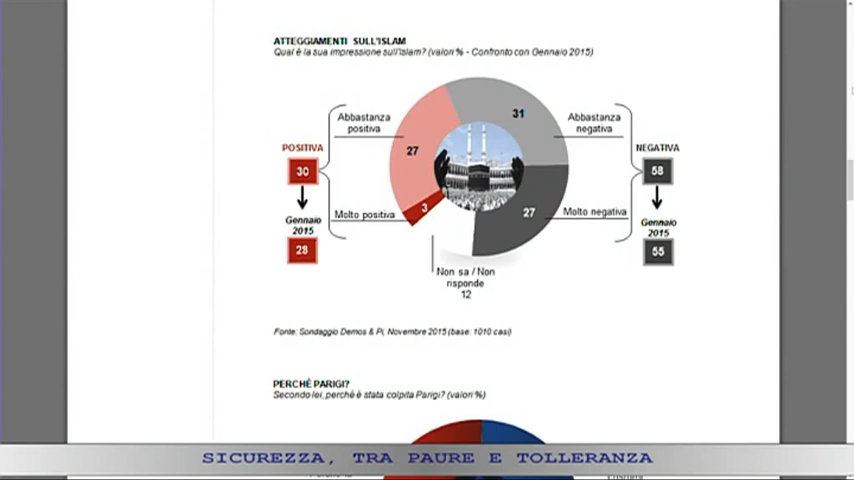 ATTEGGIAMENTI SULL'ISLAM
Qual è la sua impressione sull'Islam? (valori % - Confronto con Gennaio 2015)
31
Abbastanza
positiva
Abbastanza
negativa
27
POSITIVA
NEGATIVA
30
58
3
27
Molto positiva
Molto negativa
Gennaio
2015
Gennaio
2015
28
55
Non sa / Non
risponde
12
Fonte: Sondaggio Demos & Pi, Novembre 2015 (base: 1010 casi)
PERCHÈ PARIGI?
Secondo lei, perchè è stata colpita Parigi? (valori %)
SICUREZZA, TRA PAURE E TOLLERANZA